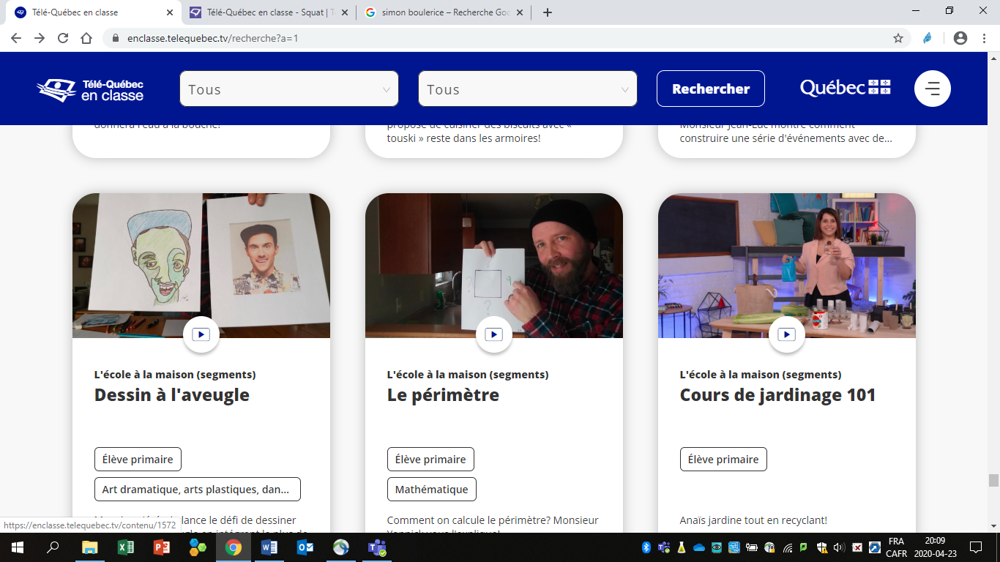 Télé-Québec en classe
Télé-Québec en classe - Squat | T
simon boulerice – Recherche Goo
enclasse.telequebec.tv/recherche?a=1
Télé-Québec
en classe
Tous
Tous
Rechercher
Québec
donnera l'eau à la bouche!
propose de cuisiner des biscuits avec «
touski » reste dans les armoires!
Monsieur Jean-Luc montre comment
construire une série d'événements avec de...
L'école à la maison (segments)
Dessin à l'aveugle
Élève primaire
Art dramatique, arts plastiques, dan...
lance le défi de dessiner
L'école à la maison (segments)
Le périmètre
Élève primaire
Mathématique
Comment on calcule le périmètre? Monsieur
Yannick vous l'explique!
L'école à la maison (segments)
Cours de jardinage 101
Élève primaire
Anaïs jardine tout en recyclant!
https://enclasse.telequebec.tv/contenu/1572
FRA
CAFR
20:09
2020-04-23